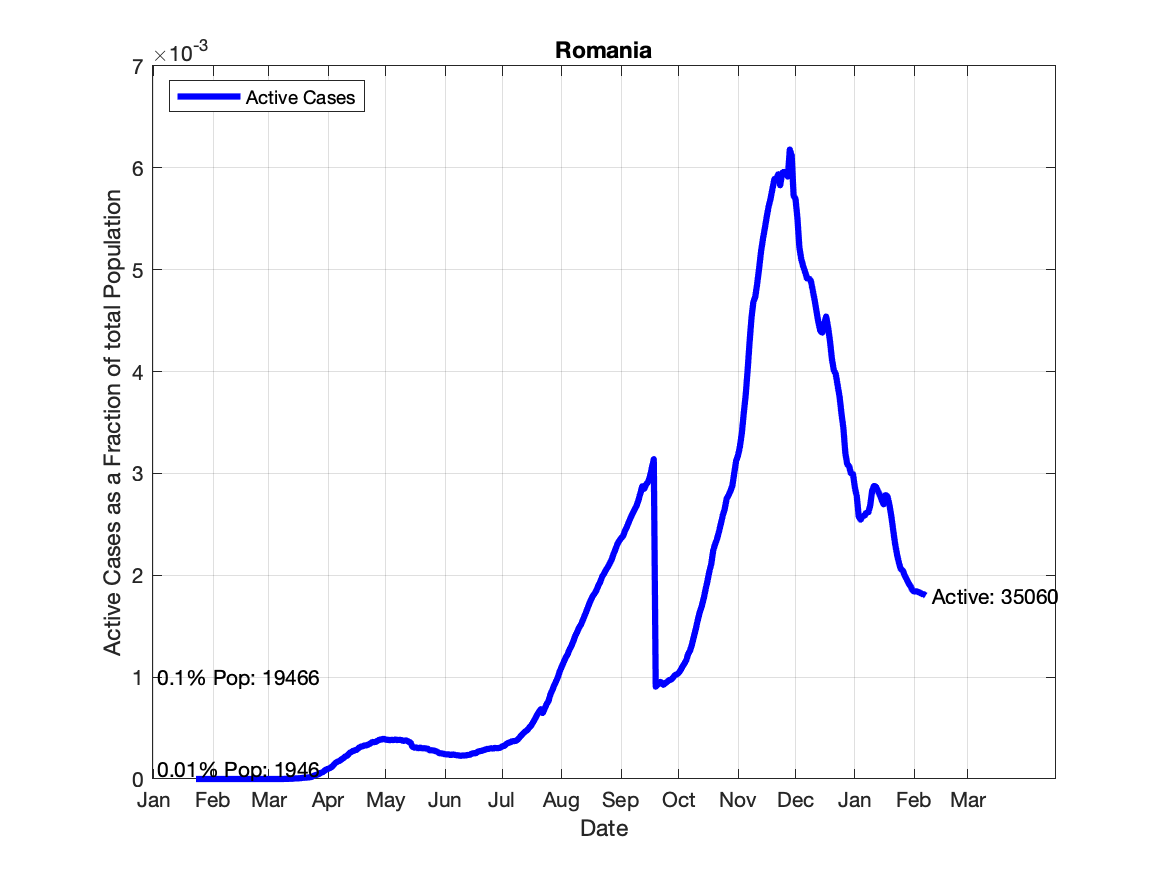 Romania
×10-3
7
6
5
4
3
2
1
0
Active Cases
Active Cases as a Fraction of total Population
0.1% Pop: 19466
0.01% Pop: 1946
Active: 35060
Jan Feb Mar Apr May Jun Jul Aug Sep Oct Nov Dec Jan Feb Mar
Date